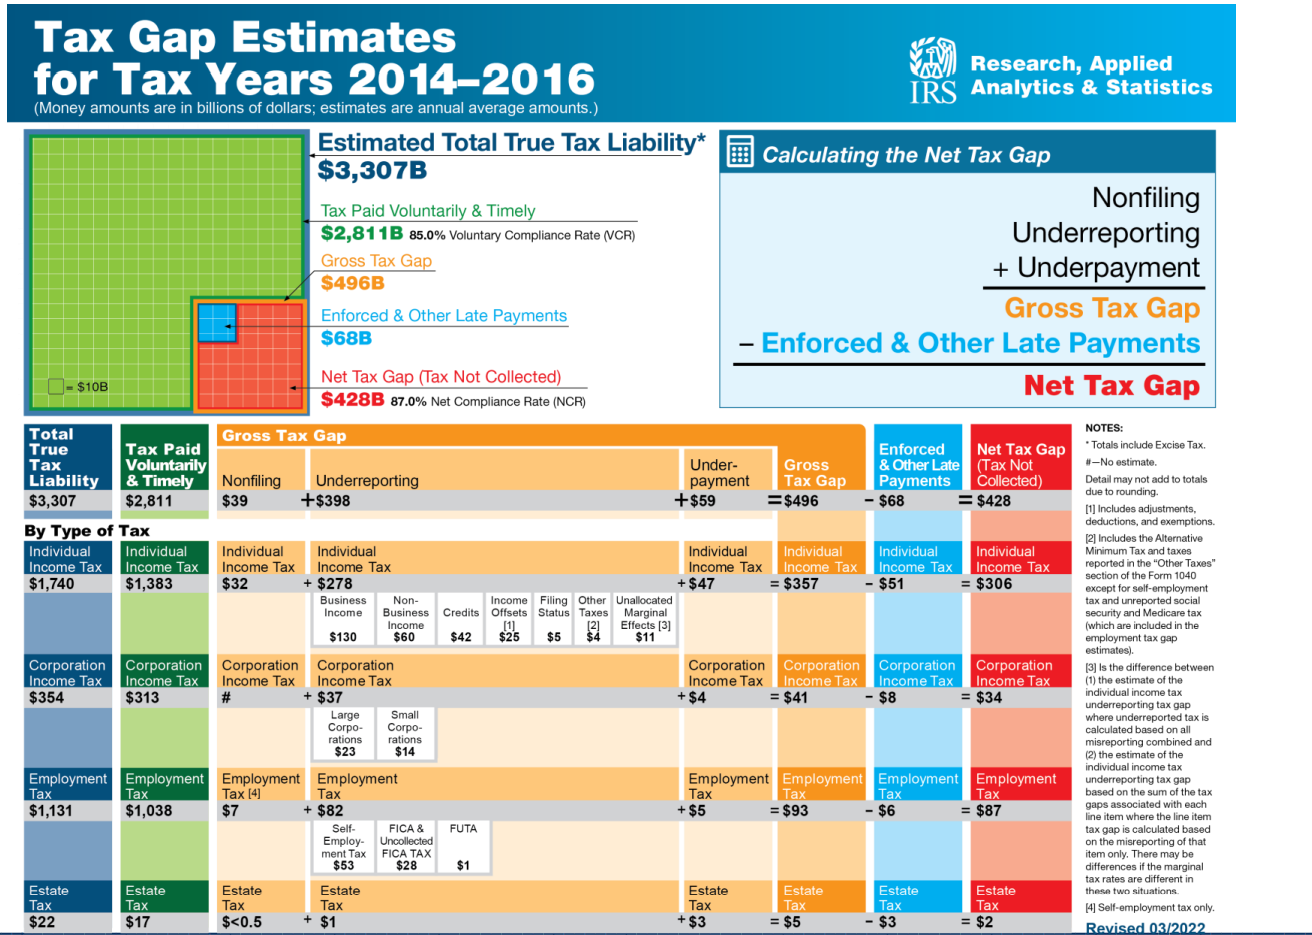 Tax Gap Estimates
for Tax Years 2014–2016
(Money amounts are in billions of dollars; estimates are annual average amounts.)
IRS
Research, Applied
Analytics & Statistics
Estimated Total True Tax Liability*
$3,307B
Tax Paid Voluntarily & Timely
$2,811B 85.0% Voluntary Compliance Rate (VCR)
Gross Tax Gap
$496B
Enforced & Other Late Payments
$68B
Net Tax Gap (Tax Not Collected)
$428B 87.0% Net Compliance Rate (NCR)
= $10B
Calculating the Net Tax Gap
Nonfiling
Underreporting
+ Underpayment
Gross Tax Gap
– Enforced & Other Late Payments
Net Tax Gap
Total
True
Tax
Liability
Tax Paid
Voluntarily
& Timely
Gross Tax Gap
Nonfiling
Underreporting
Under-
payment
Gross
Tax Gap
Enforced
& Other Late
Payments
Net Tax Gap
(Tax Not
Collected)
$3,307 $2,811 $39 + $398 + $59 = $496 – $68 = $428
By Type of Tax
Individual Individual Individual Individual Individual Individual Individual Individual
Income Tax Income Tax Income Tax Income Tax Income Tax Income Tax Income Tax Income Tax
$1,740 $1,383 $32 + $278 + $47 = $357 – $51 = $306
Business
Income
$130
Non-
Business
Income
$60
Credits
$42
Income
Offsets
[1]
$25
Filing
Status
$5
Other
Taxes
[2]
$4
Unallocated
Marginal
Effects [3]
$11
Corporation Corporation Corporation Corporation Corporation Corporation Corporation Corporation
Income Tax Income Tax Income Tax Income Tax Income Tax Income Tax Income Tax Income Tax
$354 $313 # + $37 + $4 = $41 – $8 = $34
Large
Corpo-
rations
$23
Small
Corpo-
rations
$14
Employment Employment Employment Employment Employment Employment Employment Employment
Tax Tax Tax [4] Tax Tax Tax Tax Tax
$1,131 $1,038 $7 + $82 + $5 = $93 – $6 = $87
Self-
Employ-
ment Tax
$53
FICA &
Uncollected
FICA TAX
$28
FUTA
$1
Estate Estate Estate Estate Estate Estate Estate Estate
Tax Tax Tax Tax Tax Tax Tax Tax
$22 $17 $<0.5 + $1 + $3 = $5 – $3 = $2
NOTES:
* Totals include Excise Tax.
#—No estimate.
Detail may not add to totals
due to rounding.
[1] Includes adjustments,
deductions, and exemptions.
[2] Includes the Alternative
Minimum Tax and taxes
reported in the “Other Taxes”
section of the Form 1040
except for self-employment
tax and unreported social
security and Medicare tax
(which are included in the
employment tax gap
estimates).
[3] Is the difference between
(1) the estimate of the
individual income tax
underreporting tax gap
where underreported tax is
calculated based on all
misreporting combined and
(2) the estimate of the
individual income tax
underreporting tax gap
based on the sum of the tax
gaps associated with each
line item where the line item
tax gap is calculated based
on the misreporting of that
item only. There may be
differences if the marginal
tax rates are different in
these two situations.
[4] Self-employment tax only.
Revised 03/2022